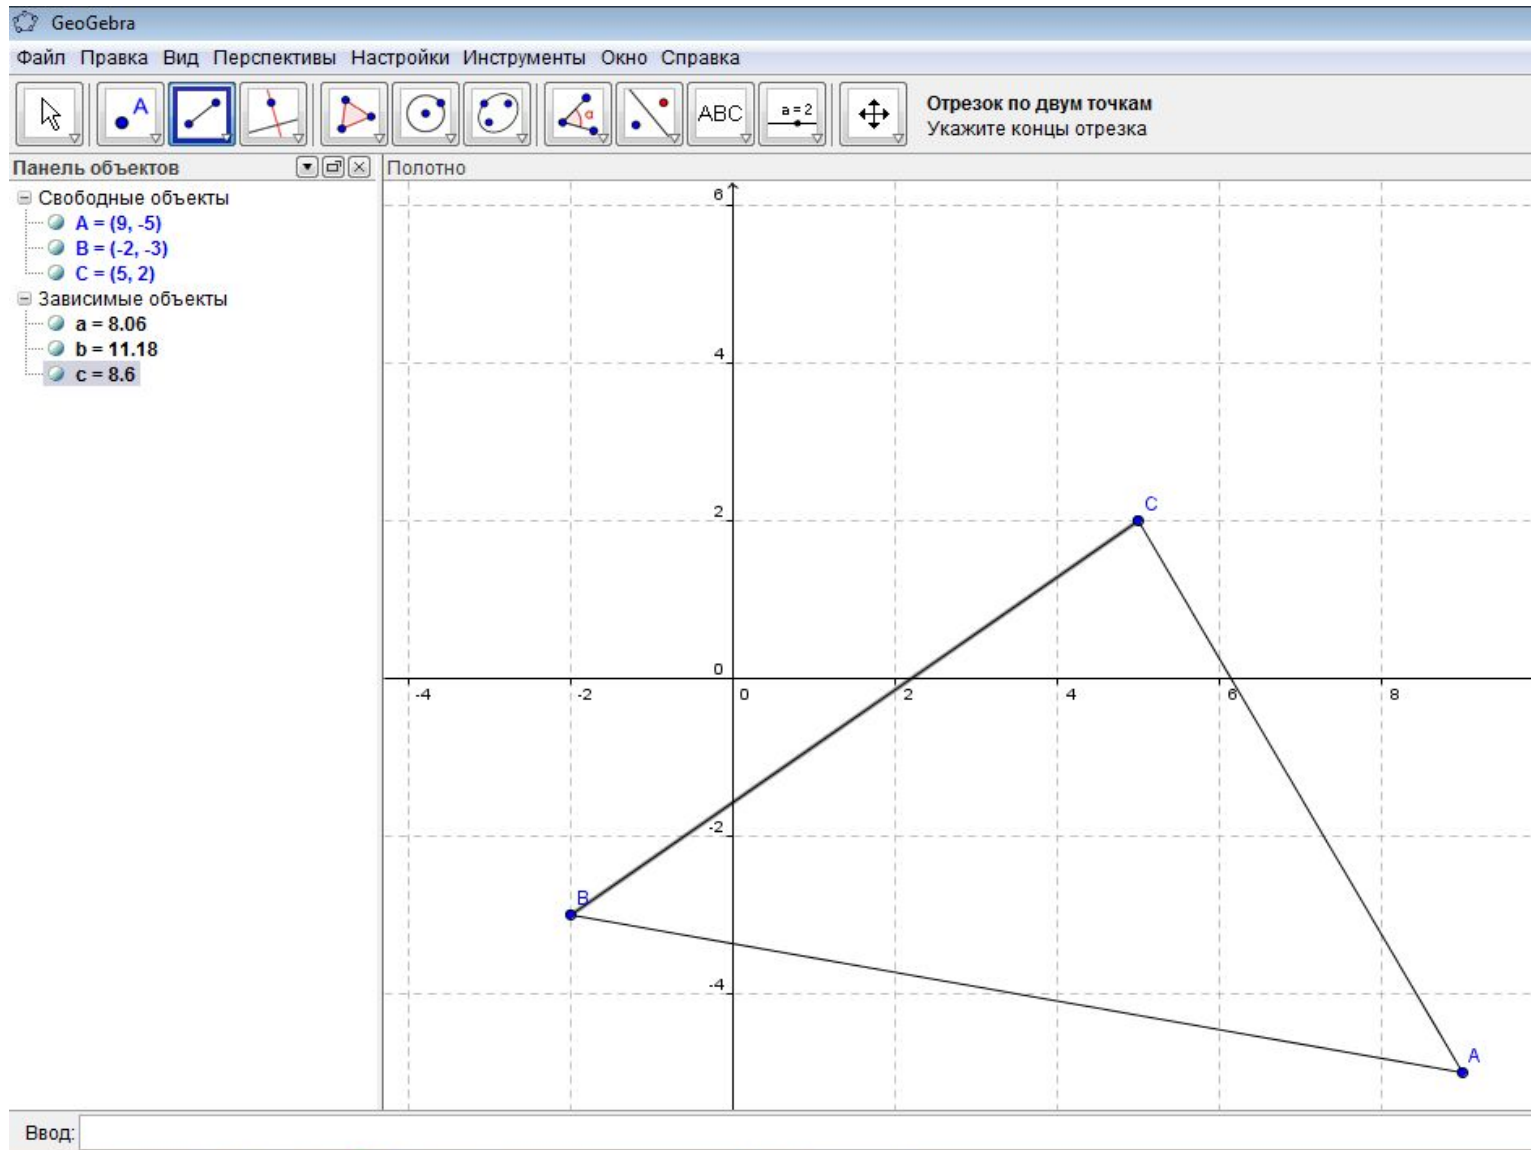 GeoGebra
Файл Правка Вид Перспективы Настройки Инструменты Окно Справка
A
α
ABC
a=2
Отрезок по двум точкам
Укажите концы отрезка
Панель объектов
Полотно
Свободные объекты
A = (9, -5)
B = (-2, -3)
C = (5, 2)
Зависимые объекты
a = 8.06
b = 11.18
c = 8.6
6
4
C
2
0
-4 -2 0 2 4 6 8
-2
B
-4
A
Ввод: